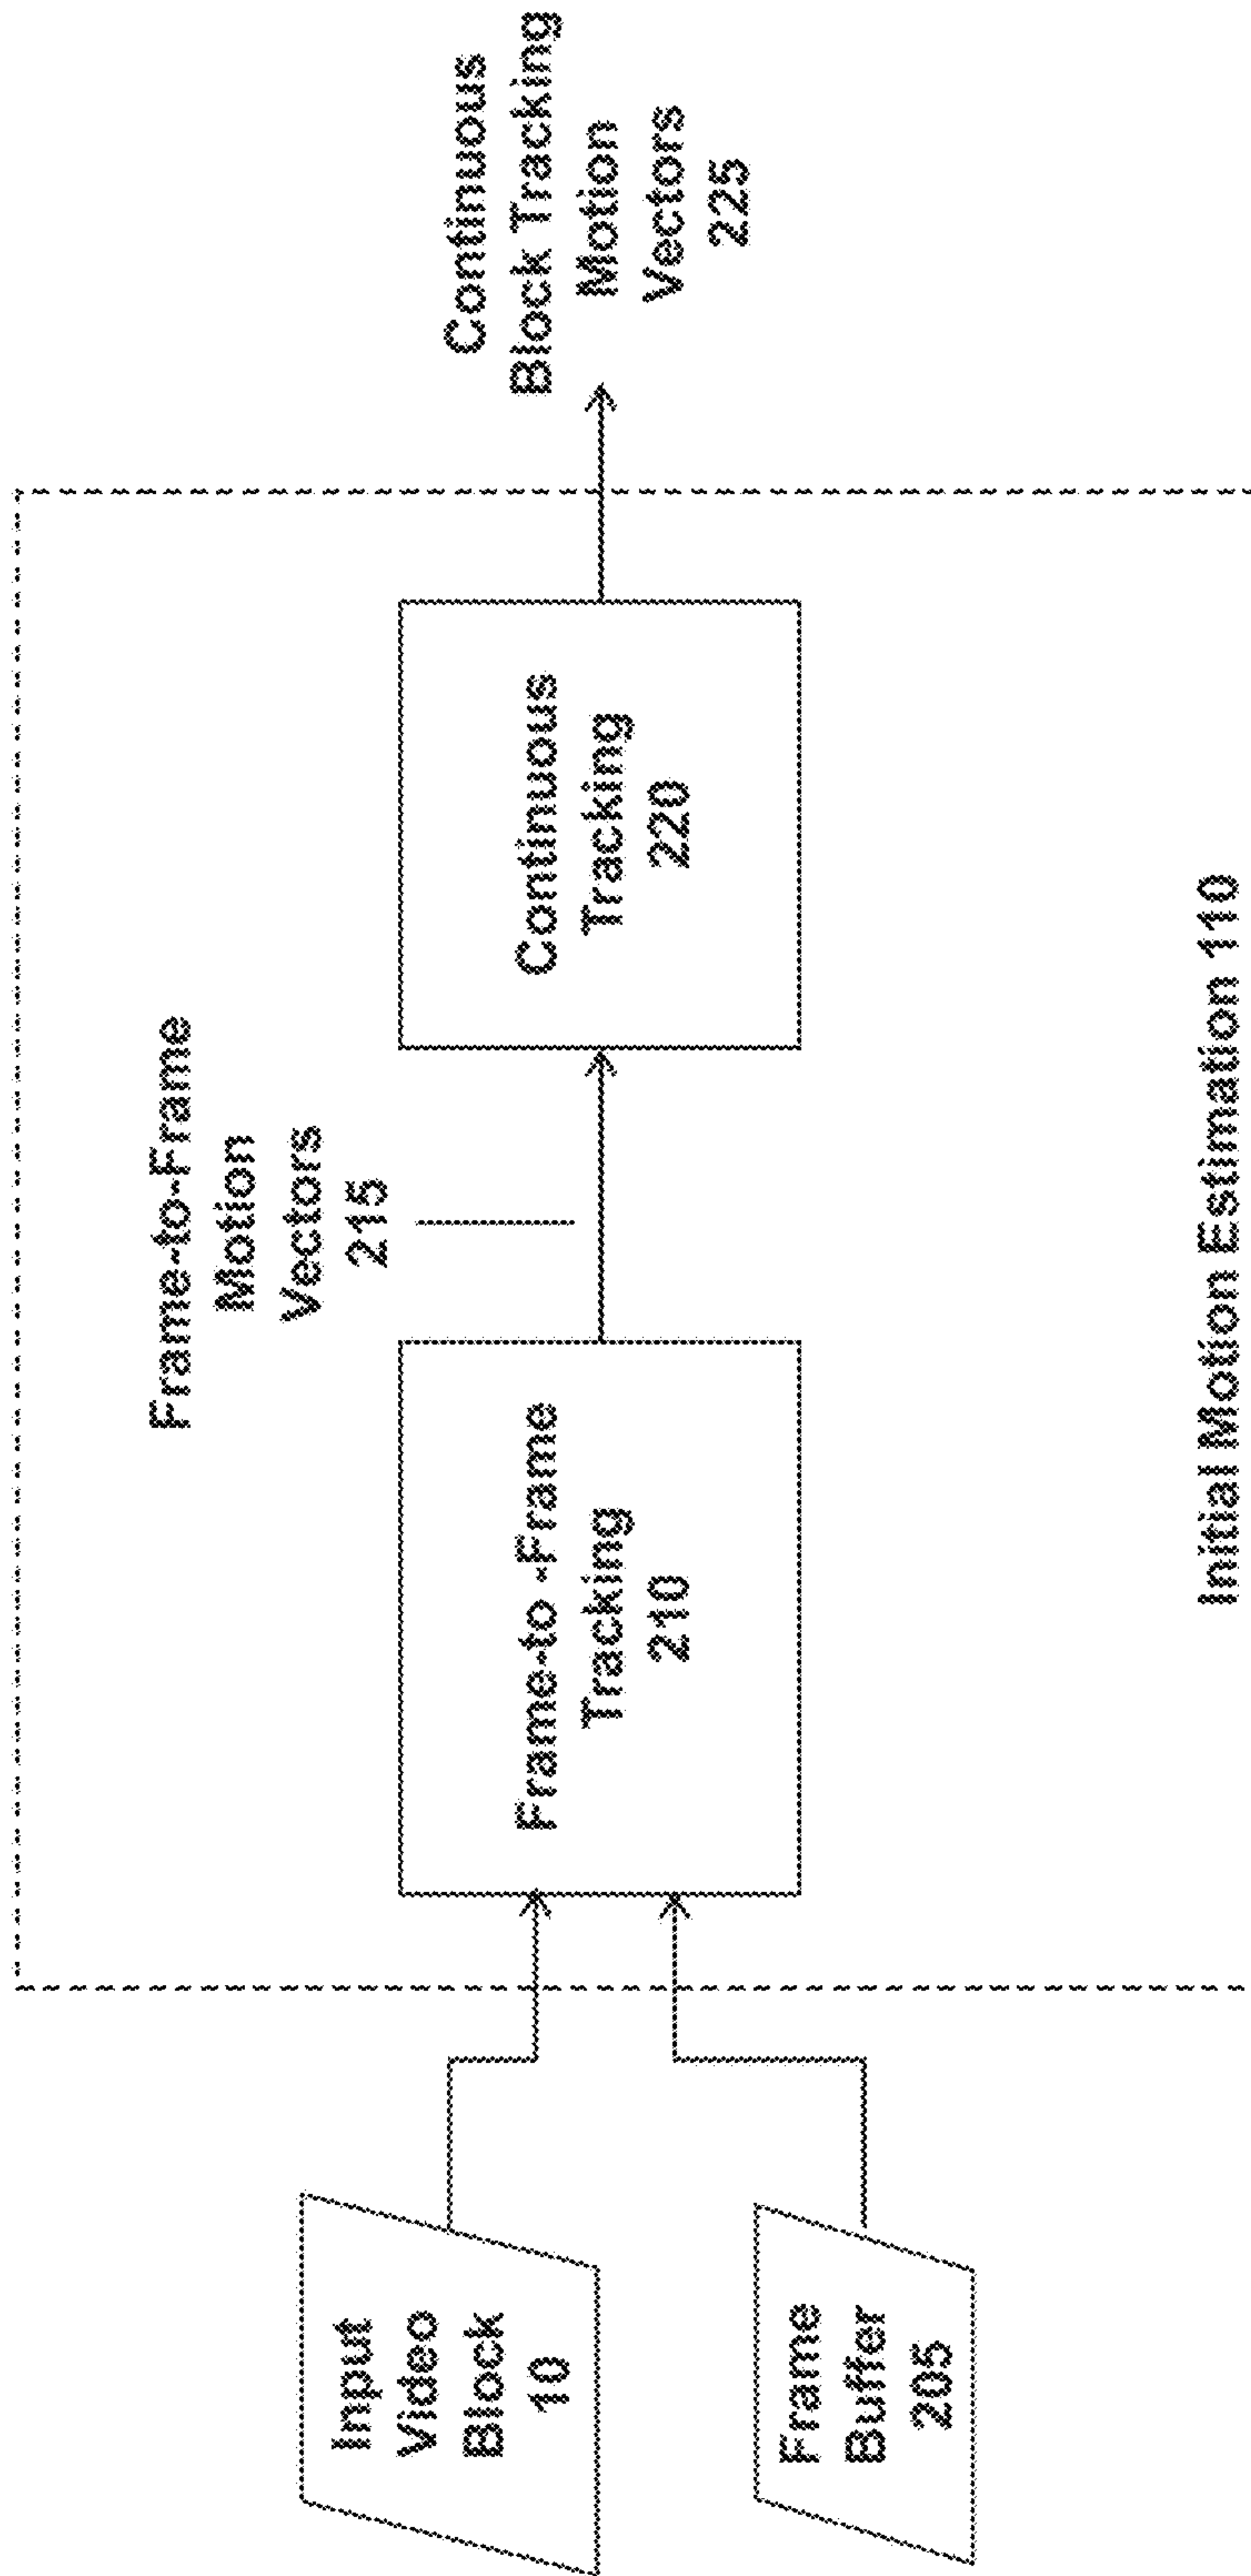 Input
Video
Block
10
Frame
Buffer
205
Frame-to -Frame
Tracking
210
Frame-to-Frame
Motion
Vectors
215
Continuous
Tracking
220
Continuous
Block Tracking
Motion
Vectors
225
Initial Motion Estimation 110